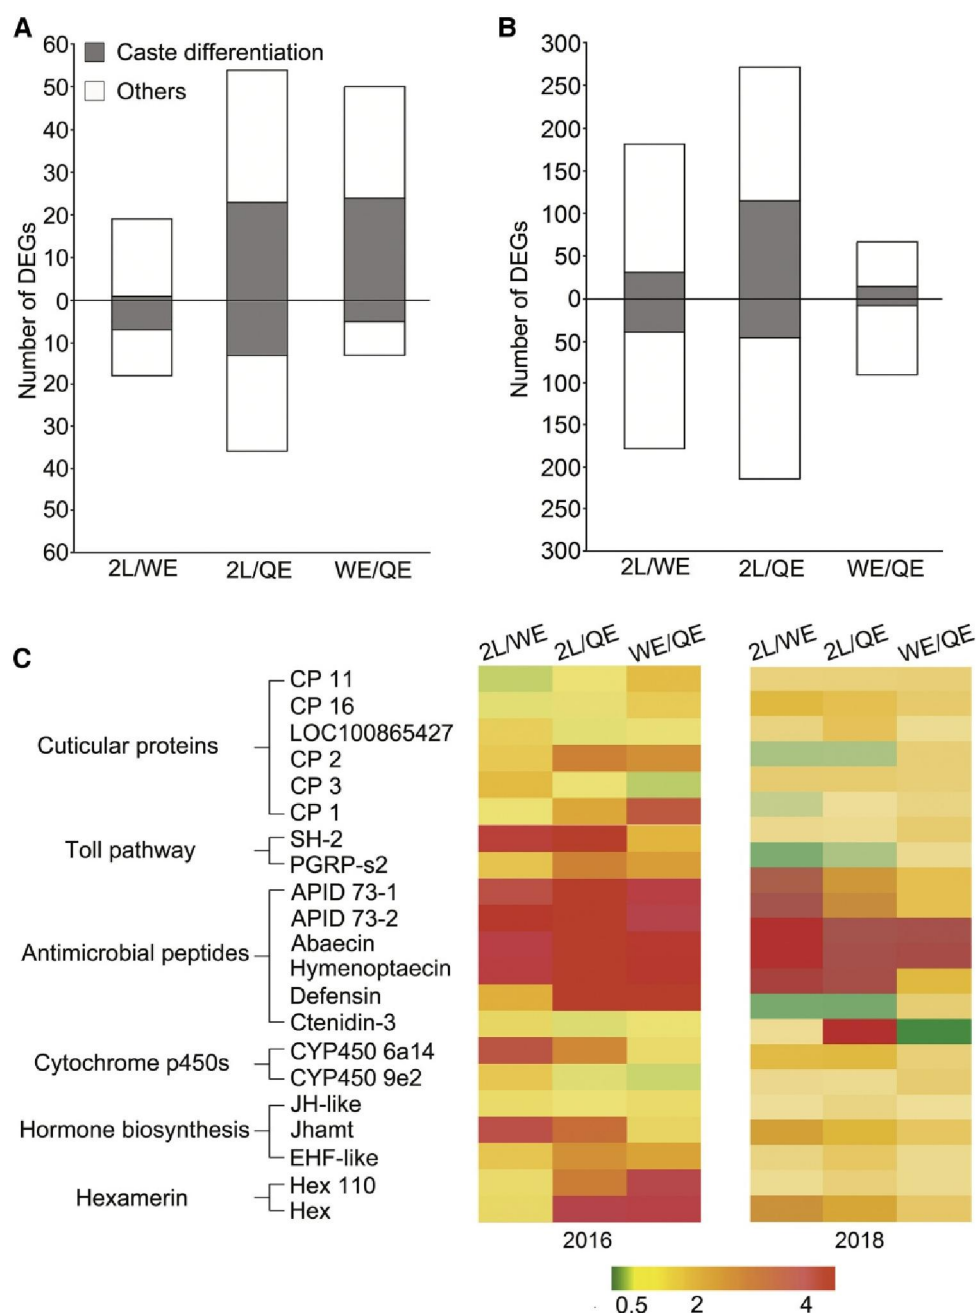 A
B
60
50
40
30
20
10
0
10
20
30
40
50
60
Number of DEGs
Caste differentiation
Others
2L/WE
2L/QE
WE/QE
300
250
200
150
100
50
0
50
100
150
200
250
300
Number of DEGs
2L/WE
2L/QE
WE/QE
C
2L/WE
2L/QE
WE/QE
2L/WE
2L/QE
WE/QE
Cuticular proteins
CP 11
CP 16
LOC100865427
CP 2
CP 3
CP 1
Toll pathway
SH-2
PGRP-s2
Antimicrobial peptides
APID 73-1
APID 73-2
Abaecin
Hymenoptaecin
Defensin
Ctenidin-3
Cytochrome p450s
CYP450 6a14
CYP450 9e2
Hormone biosynthesis
JH-like
Jhamt
EHF-like
Hexamerin
Hex 110
Hex
2016
2018
0.5
2
4